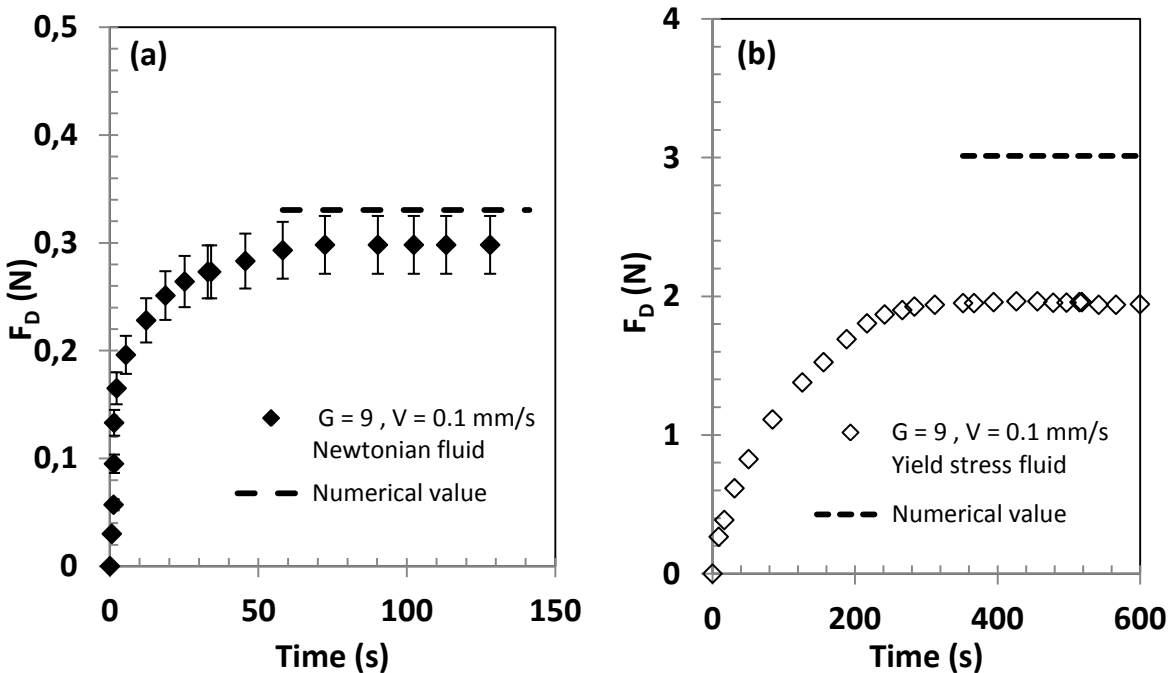 (a)
0,5
0,4
0,3
0,2
0,1
0
F_D (N)
0 50 100 150
Time (s)
G = 9 , V = 0.1 mm/s
Newtonian fluid
Numerical value
(b)
4
3
2
1
0
F_D (N)
0 200 400 600
Time (s)
G = 9 , V = 0.1 mm/s
Yield stress fluid
Numerical value